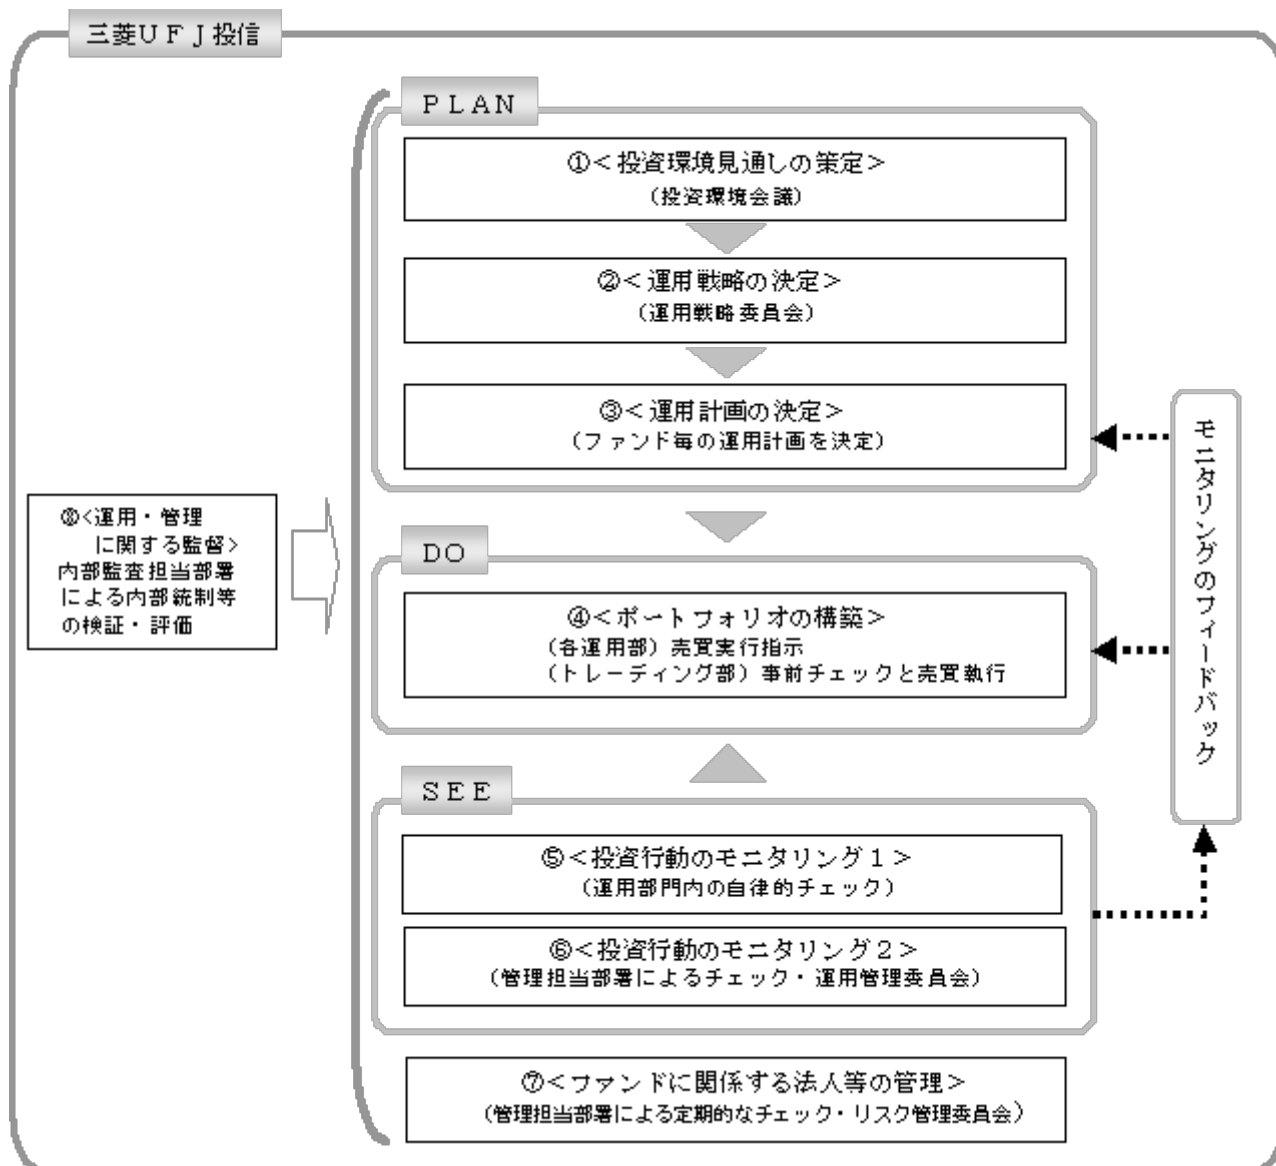 三菱ＵＦＪ投信
ＰＬＡＮ
①＜投資環境見通しの策定＞
（投資環境会議）
②＜運用戦略の決定＞
（運用戦略委員会）
③＜運用計画の決定＞
（ファンド毎の運用計画を決定）
⑧＜運用・管理
に関する監督＞
内部監査担当部署
による内部統制等
の検証・評価
ＤＯ
④＜ポートフォリオの構築＞
（各運用部）売買実行指示
（トレーディング部）事前チェックと売買執行
モニタリングのフィードバック
ＳＥＥ
⑤＜投資行動のモニタリング１＞
（運用部門内の自律的チェック）
⑥＜投資行動のモニタリング２＞
（管理担当部署によるチェック・運用管理委員会）
⑦＜ファンドに関係する法人等の管理＞
（管理担当部署による定期的なチェック・リスク管理委員会）